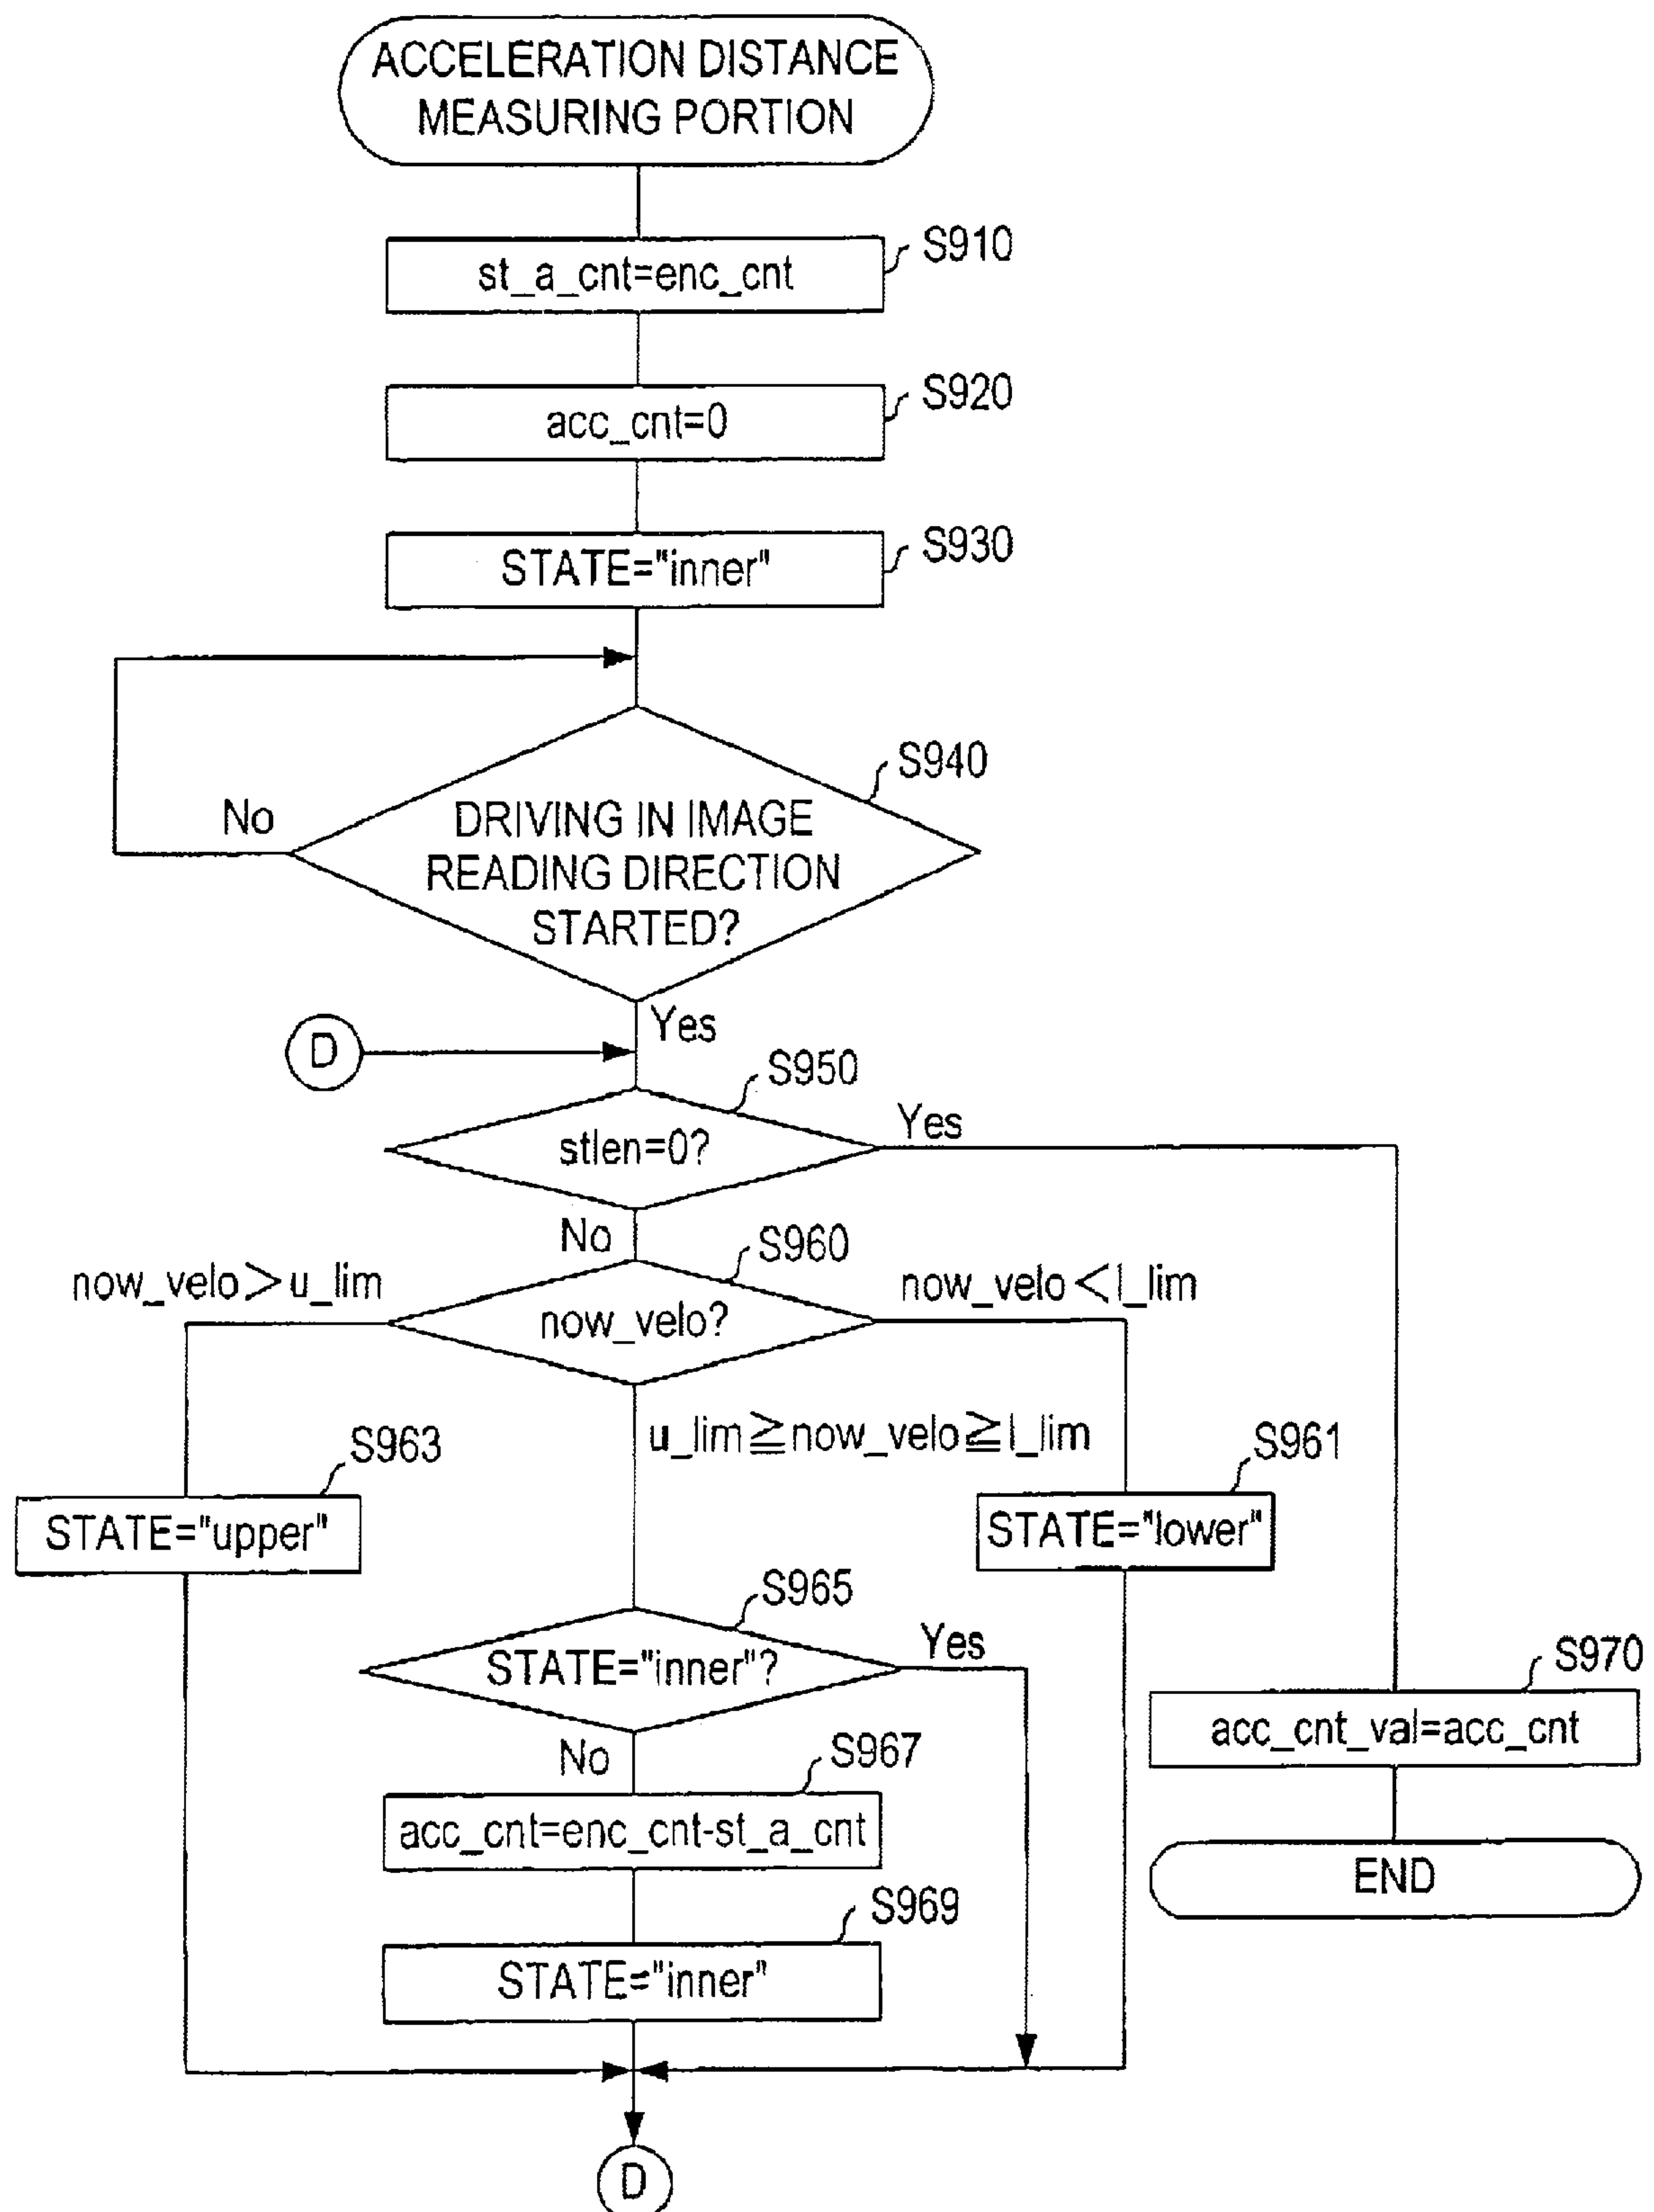 ACCELERATION DISTANCE
MEASURING PORTION
S910
st_a_cnt=enc_cnt
S920
acc_cnt=0
S930
STATE="inner"
S940
No
DRIVING IN IMAGE
READING DIRECTION
STARTED?
Yes
D
S950
stlen=0?
Yes
No
S960
now_velo>u_lim
now_velo<l_lim
now_velo?
u_lim≧now_velo≧l_lim
S963
S961
STATE="upper"
STATE="lower"
S965
STATE="inner"?
Yes
No
S970
acc_cnt_val=acc_cnt
S967
acc_cnt=enc_cnt-st_a_cnt
END
S969
STATE="inner"
D